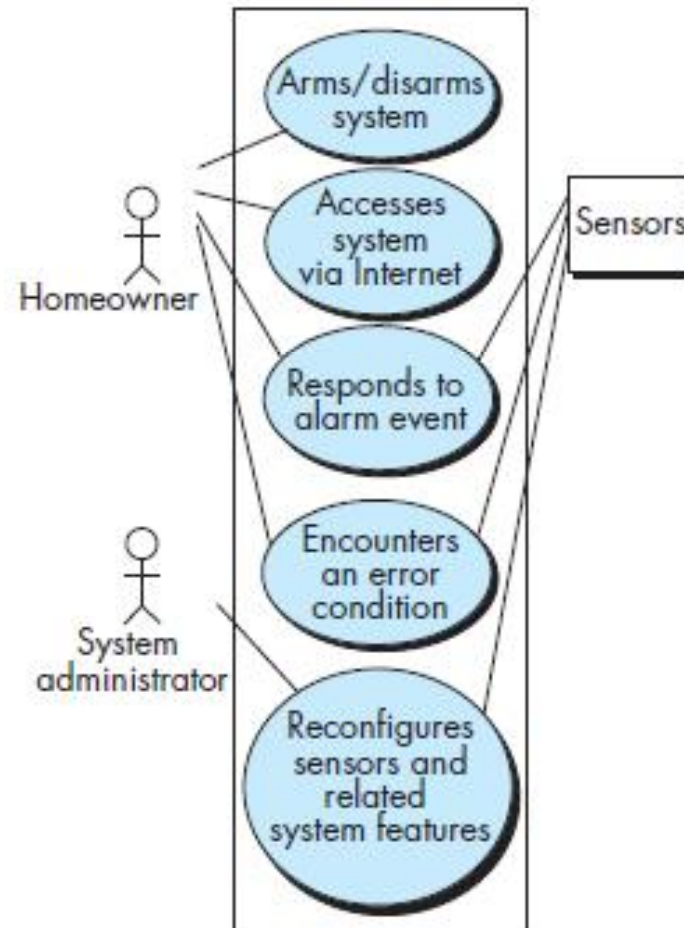 Arms/disarms
system
Accesses
system
via Internet
Sensors
Homeowner
Responds to
alarm event
Encounters
an error
condition
System
administrator
Reconfigures
sensors and
related
system features